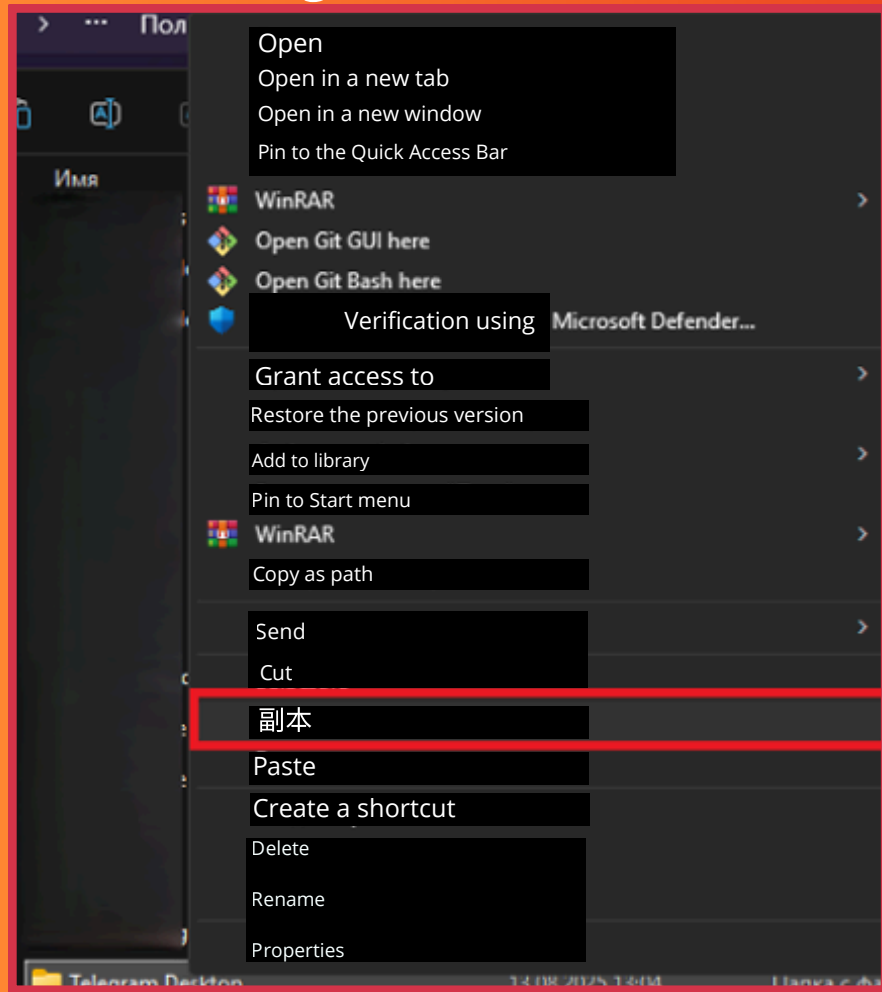 Пол
Имя
Open
Open in a new tab
Open in a new window
Pin to the Quick Access Bar
WinRAR
Open Git GUI here
Open Git Bash here
Verification using Microsoft Defender...
Grant access to
Restore the previous version
Add to library
Pin to Start menu
WinRAR
Copy as path
Send
Cut
副本
Paste
Create a shortcut
Delete
Rename
Properties
Telegram Desktop 13.08.2025 13:04 Папка с фа